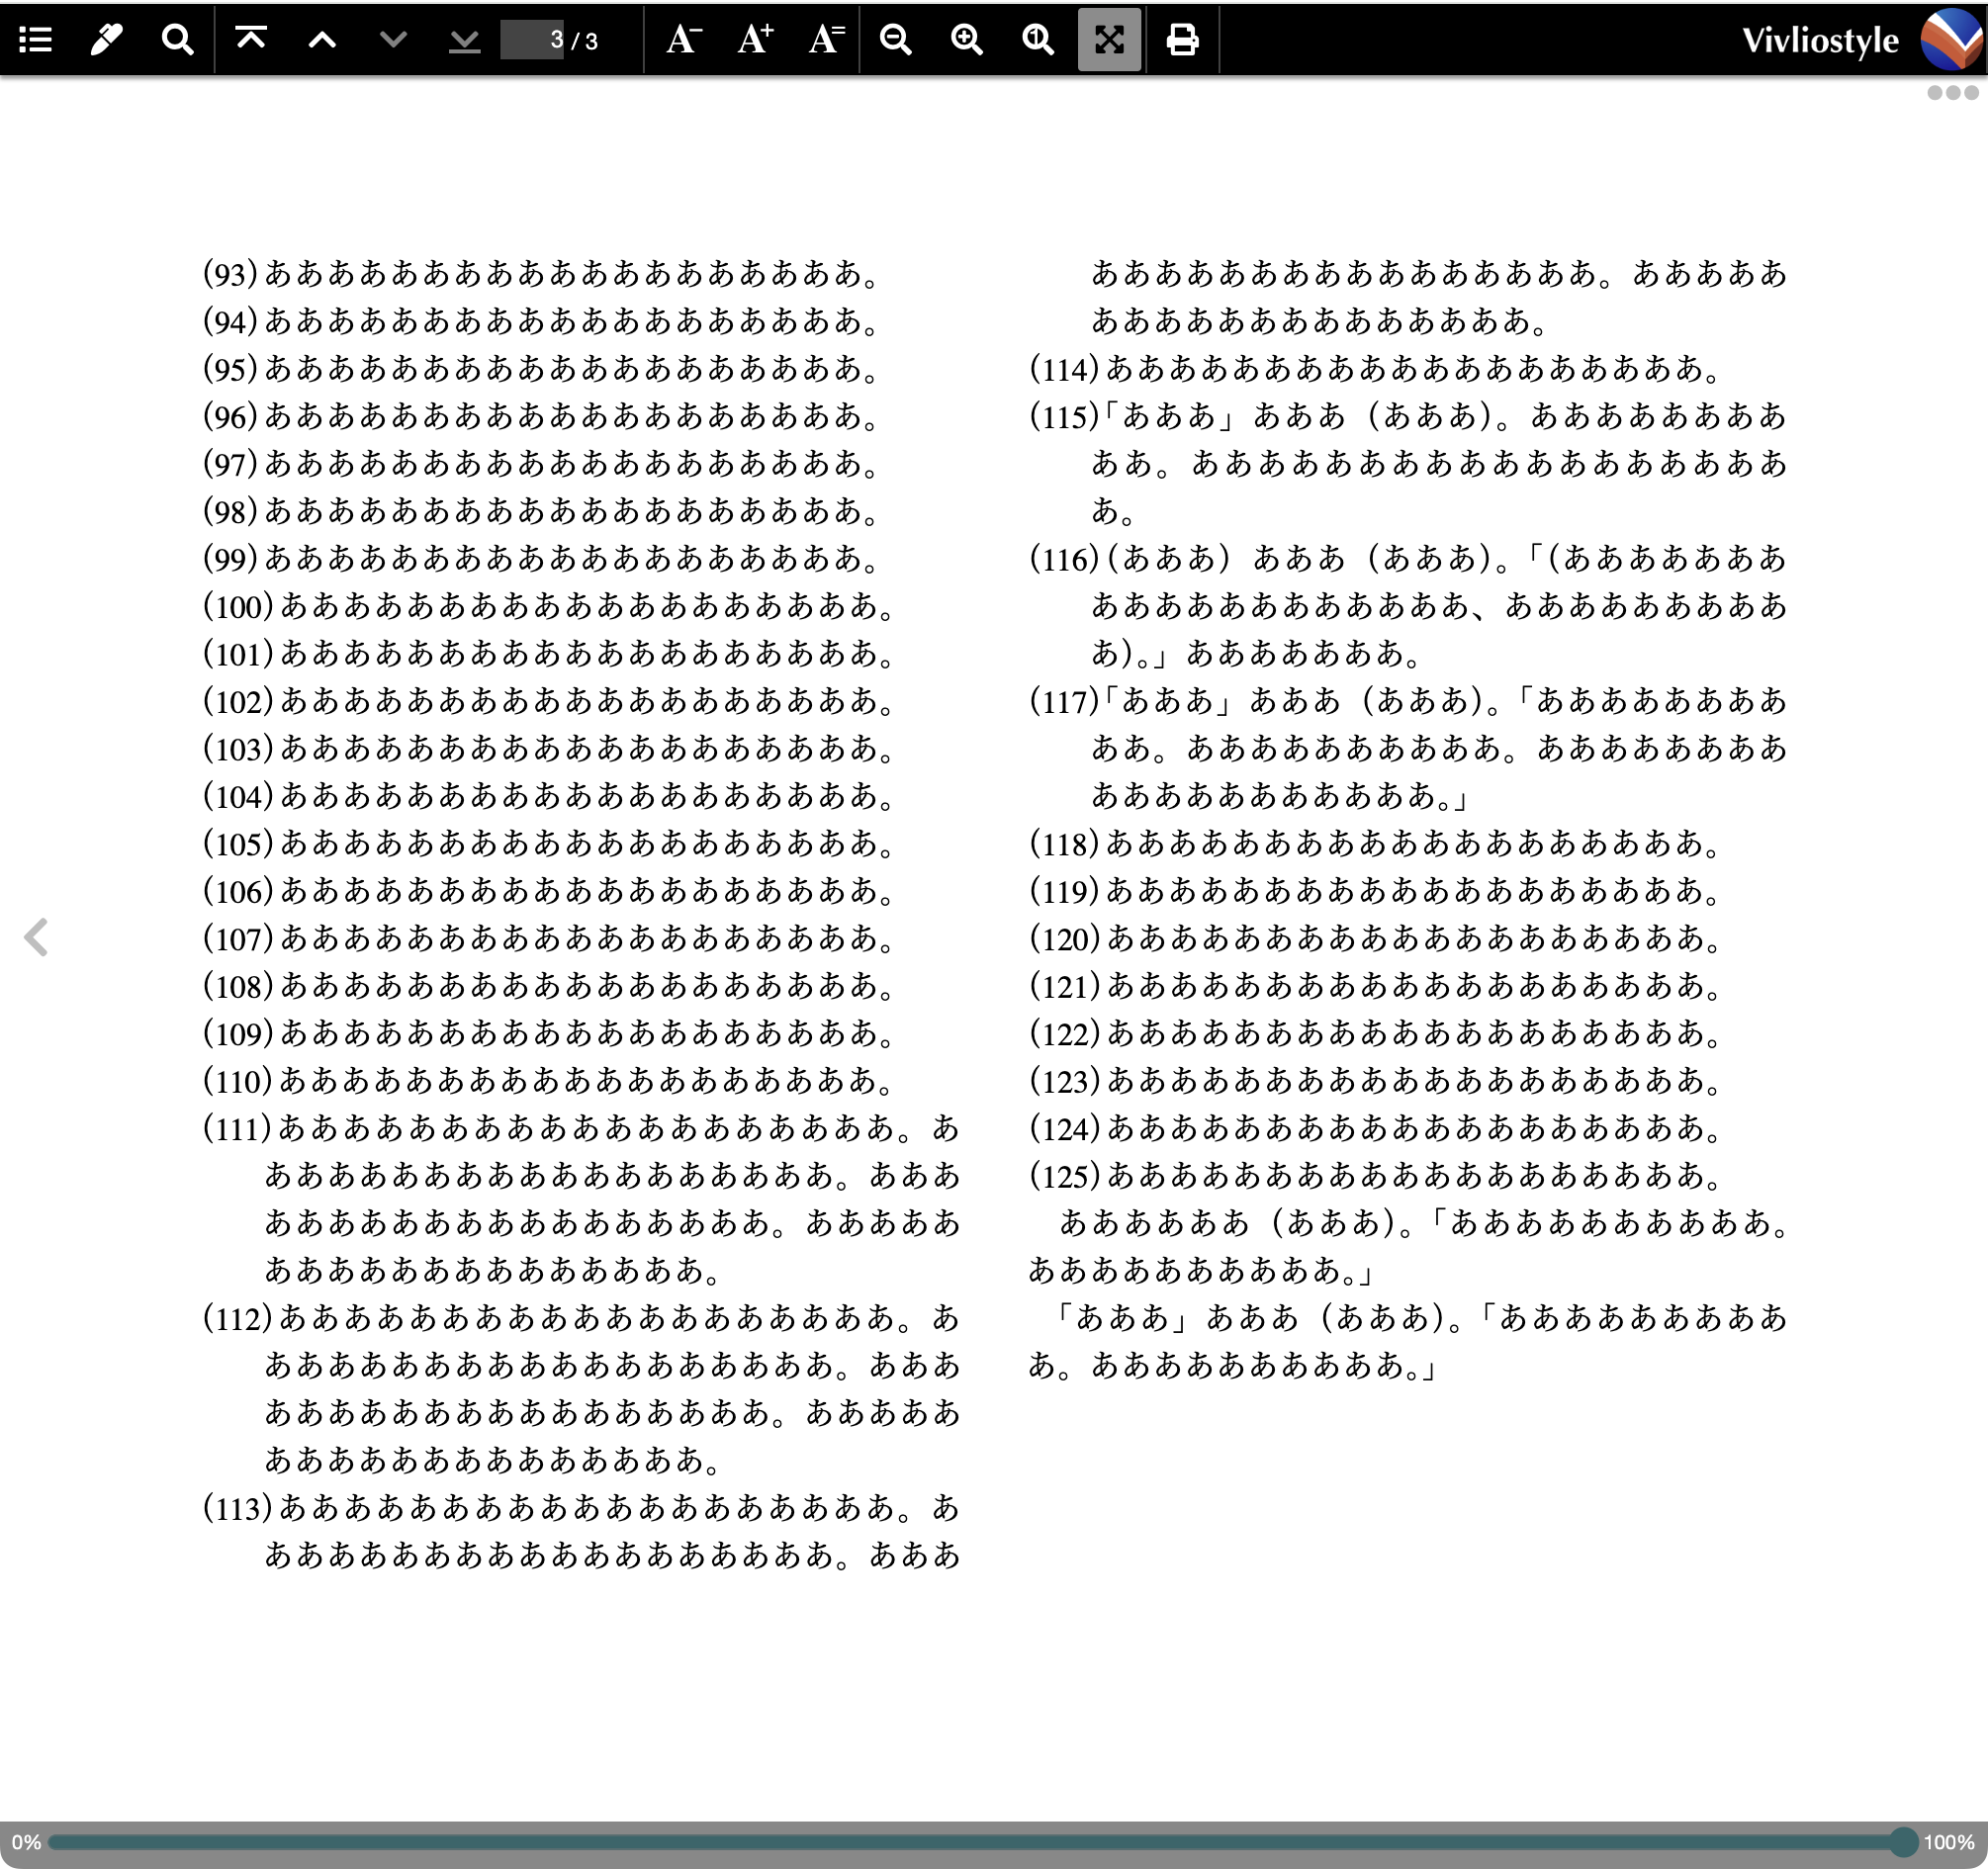 3 / 3
A−
A+
A=
1
Vivliostyle
(93)あああああああああああああああああああ。
(94)あああああああああああああああああああ。
(95)あああああああああああああああああああ。
(96)あああああああああああああああああああ。
(97)あああああああああああああああああああ。
(98)あああああああああああああああああああ。
(99)あああああああああああああああああああ。
(100)あああああああああああああああああああ。
(101)あああああああああああああああああああ。
(102)あああああああああああああああああああ。
(103)あああああああああああああああああああ。
(104)あああああああああああああああああああ。
(105)あああああああああああああああああああ。
(106)あああああああああああああああああああ。
(107)あああああああああああああああああああ。
(108)あああああああああああああああああああ。
(109)あああああああああああああああああああ。
(110)あああああああああああああああああああ。
(111)あああああああああああああああああああ。あ
ああああああああああああああああああ。あああ
ああああああああああああああああ。あああああ
ああああああああああああああ。
(112)あああああああああああああああああああ。あ
ああああああああああああああああああ。あああ
ああああああああああああああああ。あああああ
ああああああああああああああ。
(113)あああああああああああああああああああ。あ
ああああああああああああああああああ。あああ
ああああああああああああああああ。あああああ
ああああああああああああああ。
(114)あああああああああああああああああああ。
(115)「あああ」あああ（あああ）。ああああああああ
ああ。ああああああああああああああああああ
あ。
(116)（あああ）あああ（あああ）。「（あああああああ
ああああああああああああ、あああああああああ
あ）。」あああああああ。
(117)「あああ」あああ（あああ）。「ああああああああ
ああ。ああああああああああ。ああああああああ
あああああああああああ。」
(118)あああああああああああああああああああ。
(119)あああああああああああああああああああ。
(120)あああああああああああああああああああ。
(121)あああああああああああああああああああ。
(122)あああああああああああああああああああ。
(123)あああああああああああああああああああ。
(124)あああああああああああああああああああ。
(125)あああああああああああああああああああ。
ああああああ（あああ）。「ああああああああああ。
ああああああああああ。」
「あああ」あああ（あああ）。「あああああああああ
あ。ああああああああああ。」
0%
100%